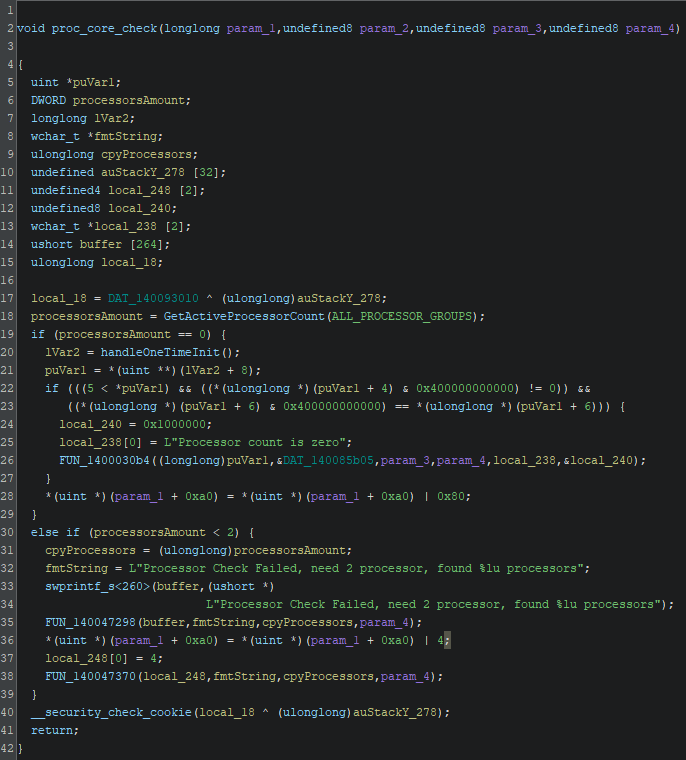 1
2 void proc_core_check(longlong param_1,undefined8 param_2,undefined8 param_3,undefined8 param_4)
3
4 {
5   uint *puVar1;
6   DWORD processorsAmount;
7   longlong lVar2;
8   wchar_t *fmtString;
9   ulonglong cpyProcessors;
10   undefined auStackY_278 [32];
11   undefined4 local_248 [2];
12   undefined8 local_240;
13   wchar_t *local_238 [2];
14   ushort buffer [264];
15   ulonglong local_18;
16
17   local_18 = DAT_140093010 ^ (ulonglong)auStackY_278;
18   processorsAmount = GetActiveProcessorCount(ALL_PROCESSOR_GROUPS);
19   if (processorsAmount == 0) {
20     lVar2 = handleOneTimeInit();
21     puVar1 = *(uint **)(lVar2 + 8);
22     if (((5 < *puVar1) && ((*(ulonglong *)(puVar1 + 4) & 0x400000000000) != 0)) &&
23        ((*(ulonglong *)(puVar1 + 6) & 0x400000000000) == *(ulonglong *)(puVar1 + 6))) {
24       local_240 = 0x1000000;
25       local_238[0] = L"Processor count is zero";
26       FUN_1400030b4((longlong)puVar1,&DAT_140085b05,param_3,param_4,local_238,&local_240);
27     }
28     *(uint *)(param_1 + 0xa0) = *(uint *)(param_1 + 0xa0) | 0x80;
29   }
30   else if (processorsAmount < 2) {
31     cpyProcessors = (ulonglong)processorsAmount;
32     fmtString = L"Processor Check Failed, need 2 processor, found %lu processors";
33     swprintf_s<260>(buffer,(ushort *)
34                            L"Processor Check Failed, need 2 processor, found %lu processors");
35     FUN_140047298(buffer,fmtString,cpyProcessors,param_4);
36     *(uint *)(param_1 + 0xa0) = *(uint *)(param_1 + 0xa0) | 4;
37     local_248[0] = 4;
38     FUN_140047370(local_248,fmtString,cpyProcessors,param_4);
39   }
40   __security_check_cookie(local_18 ^ (ulonglong)auStackY_278);
41   return;
42 }